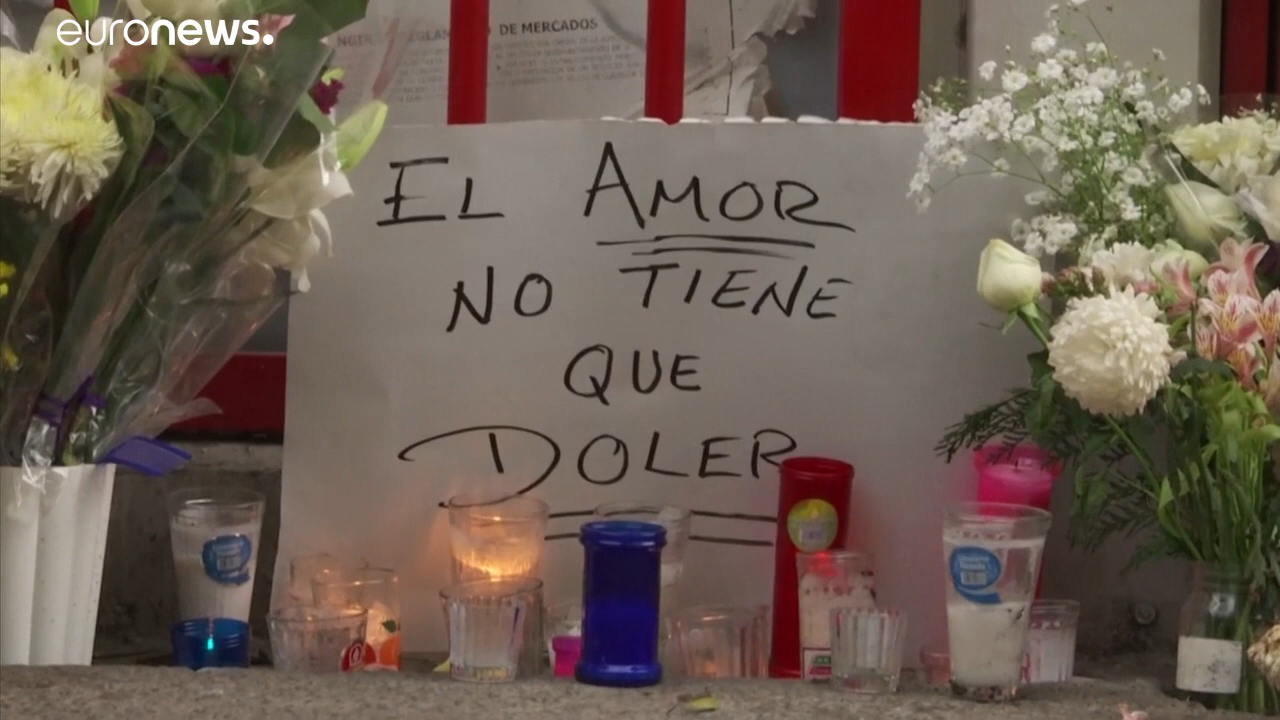 euronews.
DE MERCADOS
EL AMOR
NO TIENE
QUE
DOLER